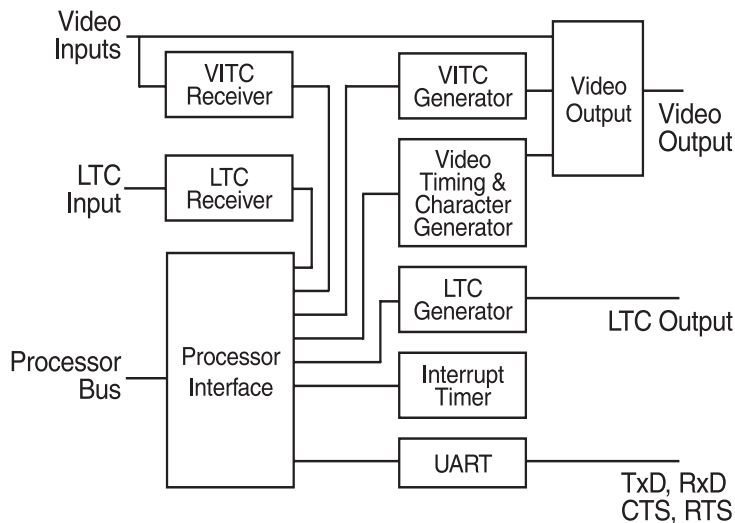 Video
Inputs
VITC
Receiver
VITC
Generator
Video
Output
Video
Output
LTC
Input
LTC
Receiver
Video
Timing &
Character
Generator
LTC
Generator
LTC Output
Processor
Bus
Processor
Interface
Interrupt
Timer
UART
TxD, RxD
CTS, RTS